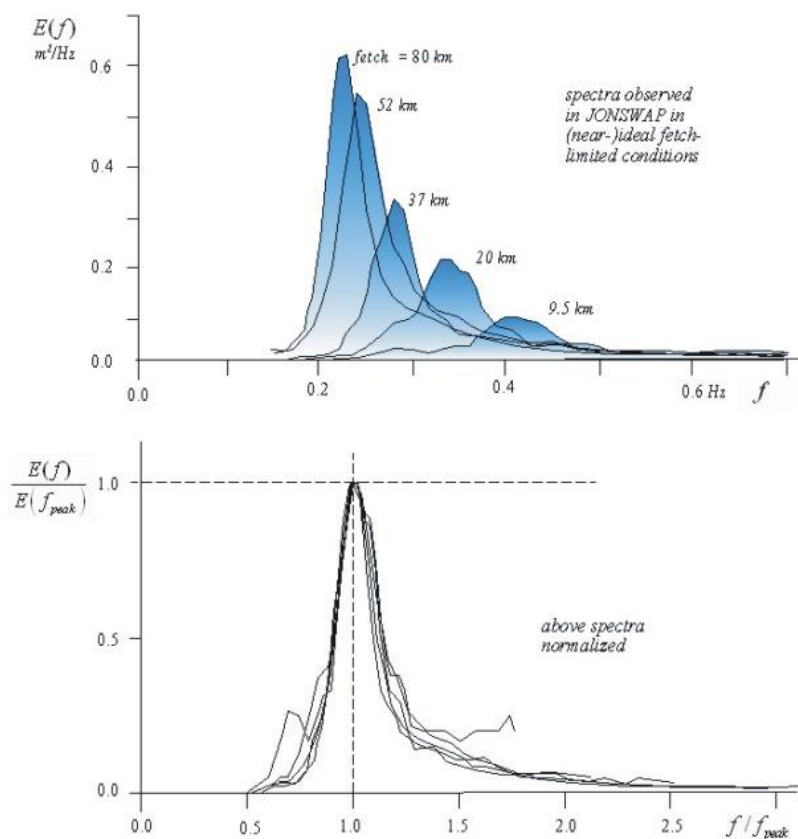 E(f)
m²/Hz
0.6
0.4
0.2
0.0
fetch = 80 km
52 km
37 km
20 km
9.5 km
spectra observed
in JONSWAP in
(near-)ideal fetch-
limited conditions
0.0
0.2
0.4
0.6 Hz
f
E(f)
E(f_peak)
1.0
0.5
0.0
above spectra
normalized
0.0
0.5
1.0
1.5
2.0
2.5
f / f_peak